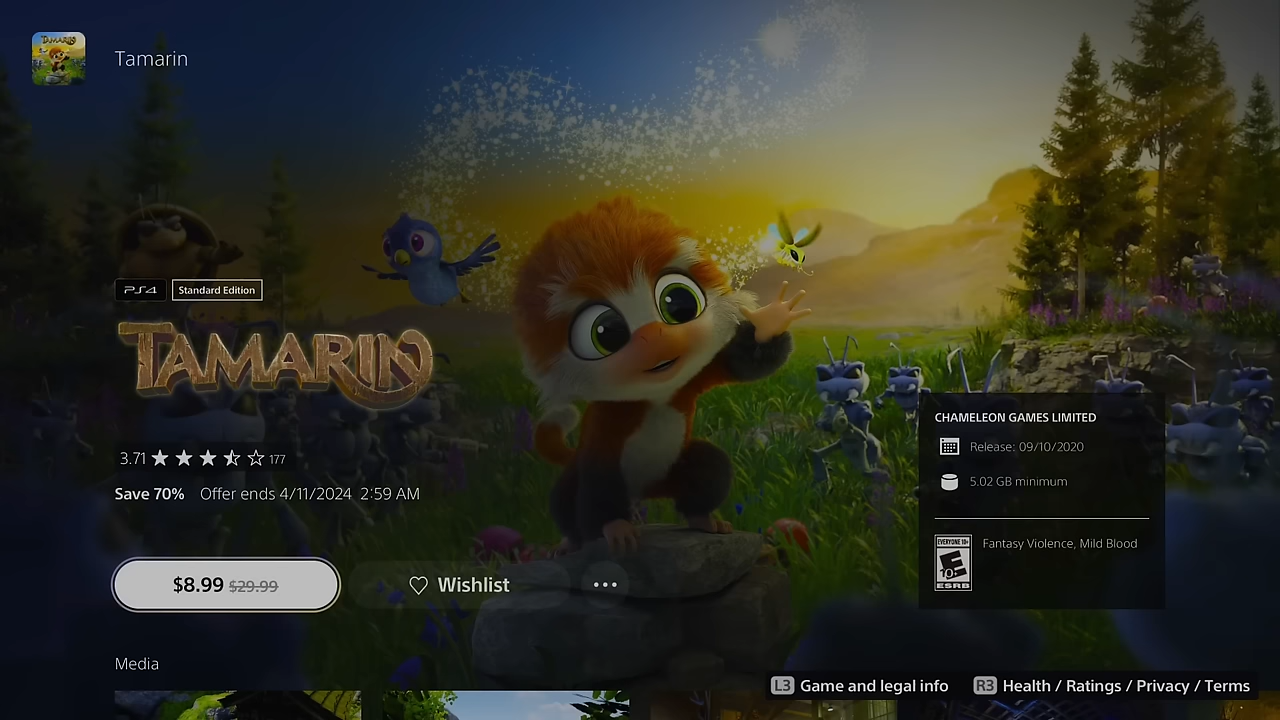 TAMARIN
Tamarin
PS4
Standard Edition
TAMARIN
3.71
177
Save 70% Offer ends 4/11/2024 2:59 AM
$8.99 $29.99
Wishlist
Media
CHAMELEON GAMES LIMITED
Release: 09/10/2020
5.02 GB minimum
EVERYONE 10+
E
10+
ESRB
Fantasy Violence, Mild Blood
L3 Game and legal info
R3 Health / Ratings / Privacy / Terms